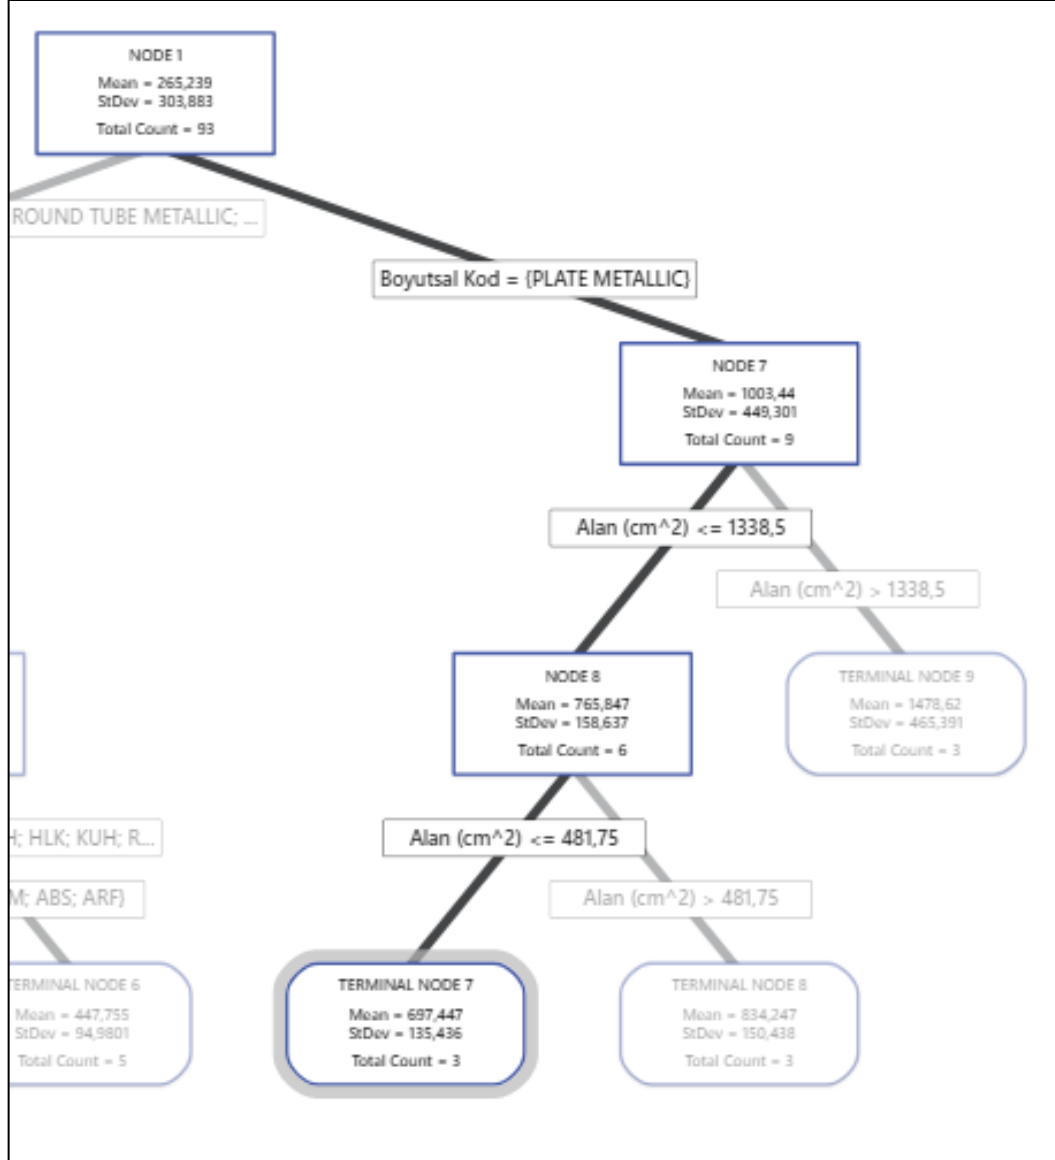 NODE 1
Mean = 265,239
StDev = 303,883
Total Count = 93
ROUND TUBE METALLIC; ...
Boyutsal Kod = {PLATE METALLIC}
NODE 7
Mean = 1003,44
StDev = 449,301
Total Count = 9
Alan (cm^2) <= 1338,5
Alan (cm^2) > 1338,5
NODE 8
Mean = 765,847
StDev = 158,637
Total Count = 6
TERMINAL NODE 9
Mean = 1478,62
StDev = 465,391
Total Count = 3
H; HLK; KUH; R...
Alan (cm^2) <= 481,75
M; ABS; ARF}
Alan (cm^2) > 481,75
TERMINAL NODE 6
Mean = 447,755
StDev = 94,9801
Total Count = 5
TERMINAL NODE 7
Mean = 697,447
StDev = 135,436
Total Count = 3
TERMINAL NODE 8
Mean = 834,247
StDev = 150,438
Total Count = 3